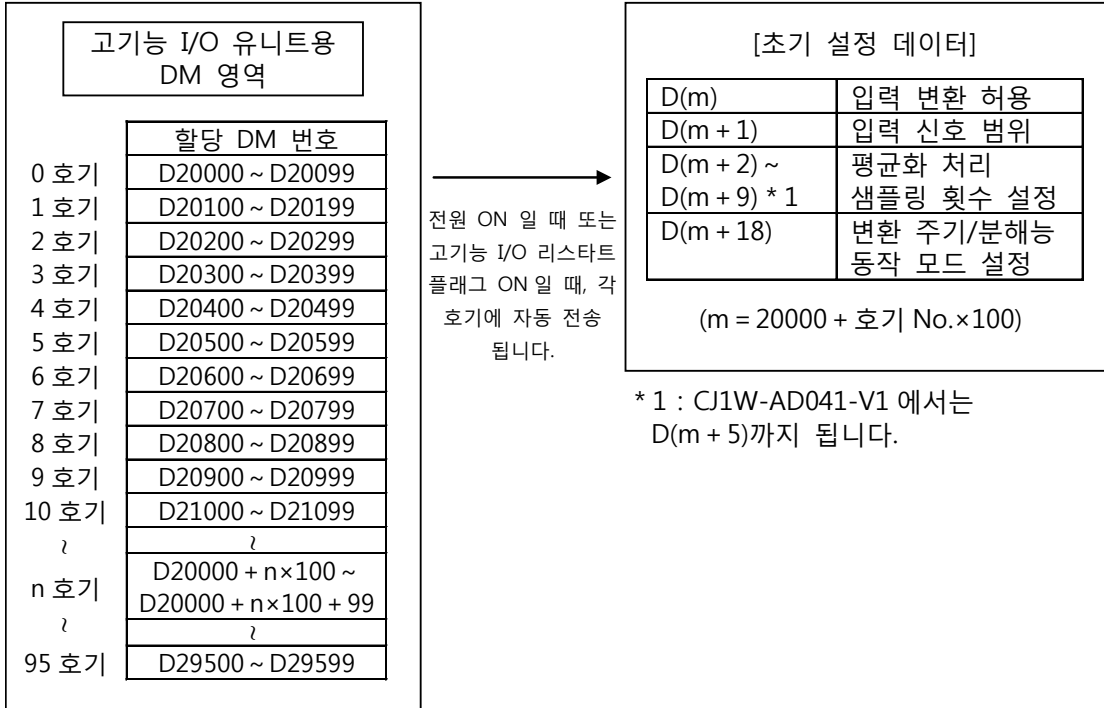 고기능 I/O 유니트용
DM 영역
할당 DM 번호
0 호기 D20000 ~ D20099
1 호기 D20100 ~ D20199
2 호기 D20200 ~ D20299
3 호기 D20300 ~ D20399
4 호기 D20400 ~ D20499
5 호기 D20500 ~ D20599
6 호기 D20600 ~ D20699
7 호기 D20700 ~ D20799
8 호기 D20800 ~ D20899
9 호기 D20900 ~ D20999
10 호기 D21000 ~ D21099
~ ~
n 호기 D20000 + n×100 ~
D20000 + n×100 + 99
~ ~
95 호기 D29500 ~ D29599
전원 ON 일 때 또는
고기능 I/O 리스타트
플래그 ON 일 때, 각
호기에 자동 전송
됩니다.
[초기 설정 데이터]
D(m) 입력 변환 허용
D(m + 1) 입력 신호 범위
D(m + 2) ~ 평균화 처리
D(m + 9) * 1 샘플링 횟수 설정
D(m + 18) 변환 주기/분해능
동작 모드 설정
(m = 20000 + 호기 No.×100)
* 1 : CJ1W-AD041-V1 에서는
D(m + 5)까지 됩니다.